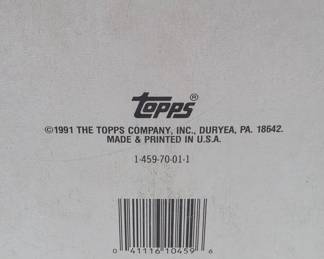 topps®
©1991 THE TOPPS COMPANY, INC., DURYEA, PA. 18642.
MADE & PRINTED IN U.S.A.
1-459-70-01-1
0 41116 10459 6